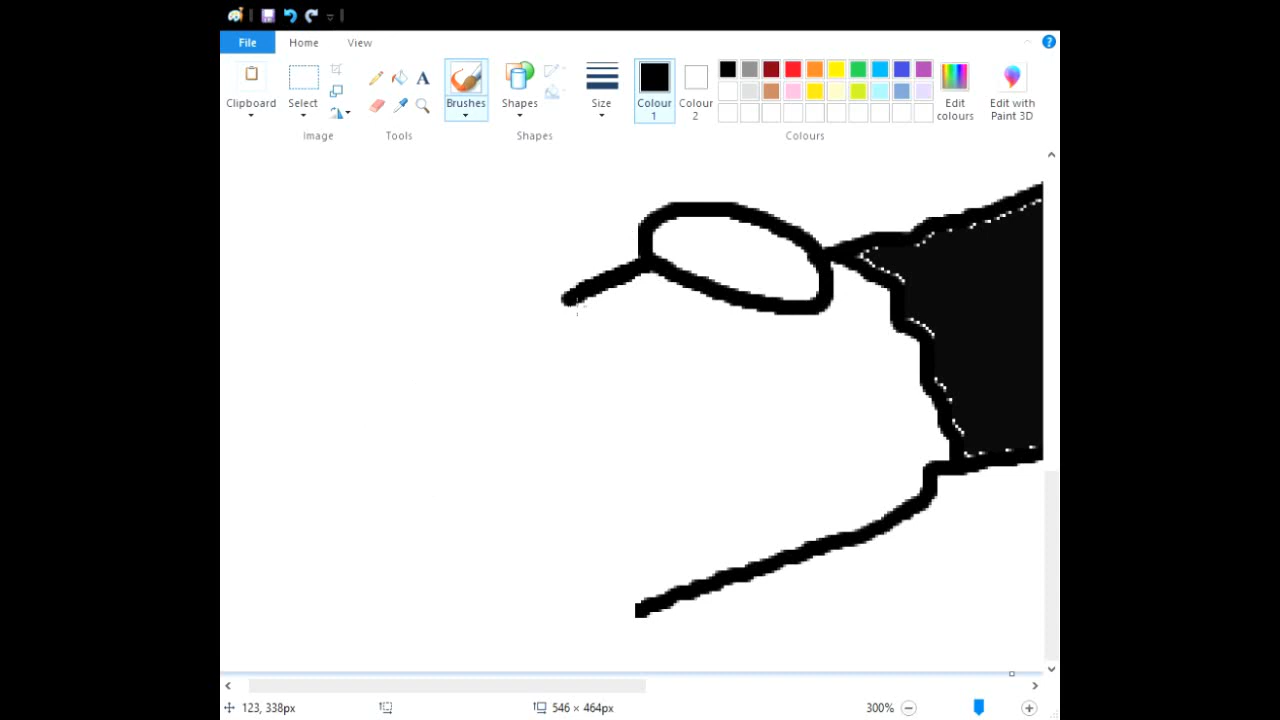 File Home View
Clipboard Select Brushes Shapes Size Colour 1 Colour 2 Edit colours Edit with Paint 3D
Image Tools Shapes Colours
123, 338px 546 × 464px 300%